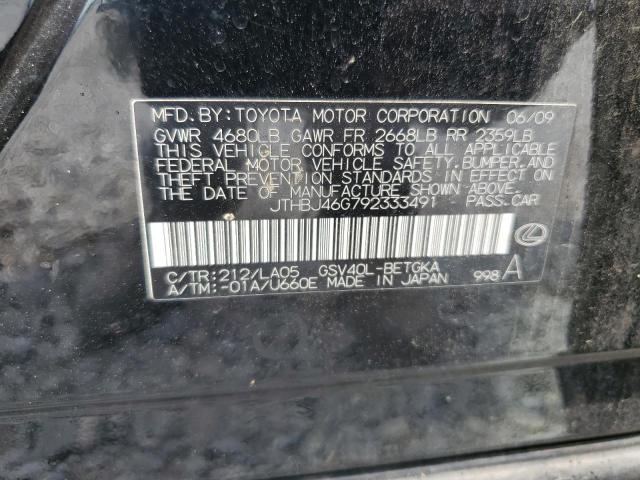 MFD. BY: TOYOTA MOTOR CORPORATION 06/09
GVWR 4680LB GAWR FR 2668LB RR 2359LB
THIS VEHICLE CONFORMS TO ALL APPLICABLE
FEDERAL MOTOR VEHICLE SAFETY, BUMPER, AND
THEFT PREVENTION STANDARDS IN EFFECT ON
THE DATE OF MANUFACTURE SHOWN ABOVE.
JTHBJ46G792333491 PASS.CAR
C/TR:212/LA05 GSV40L-BETGKA
A/TM:-01A/U660E MADE IN JAPAN 998A